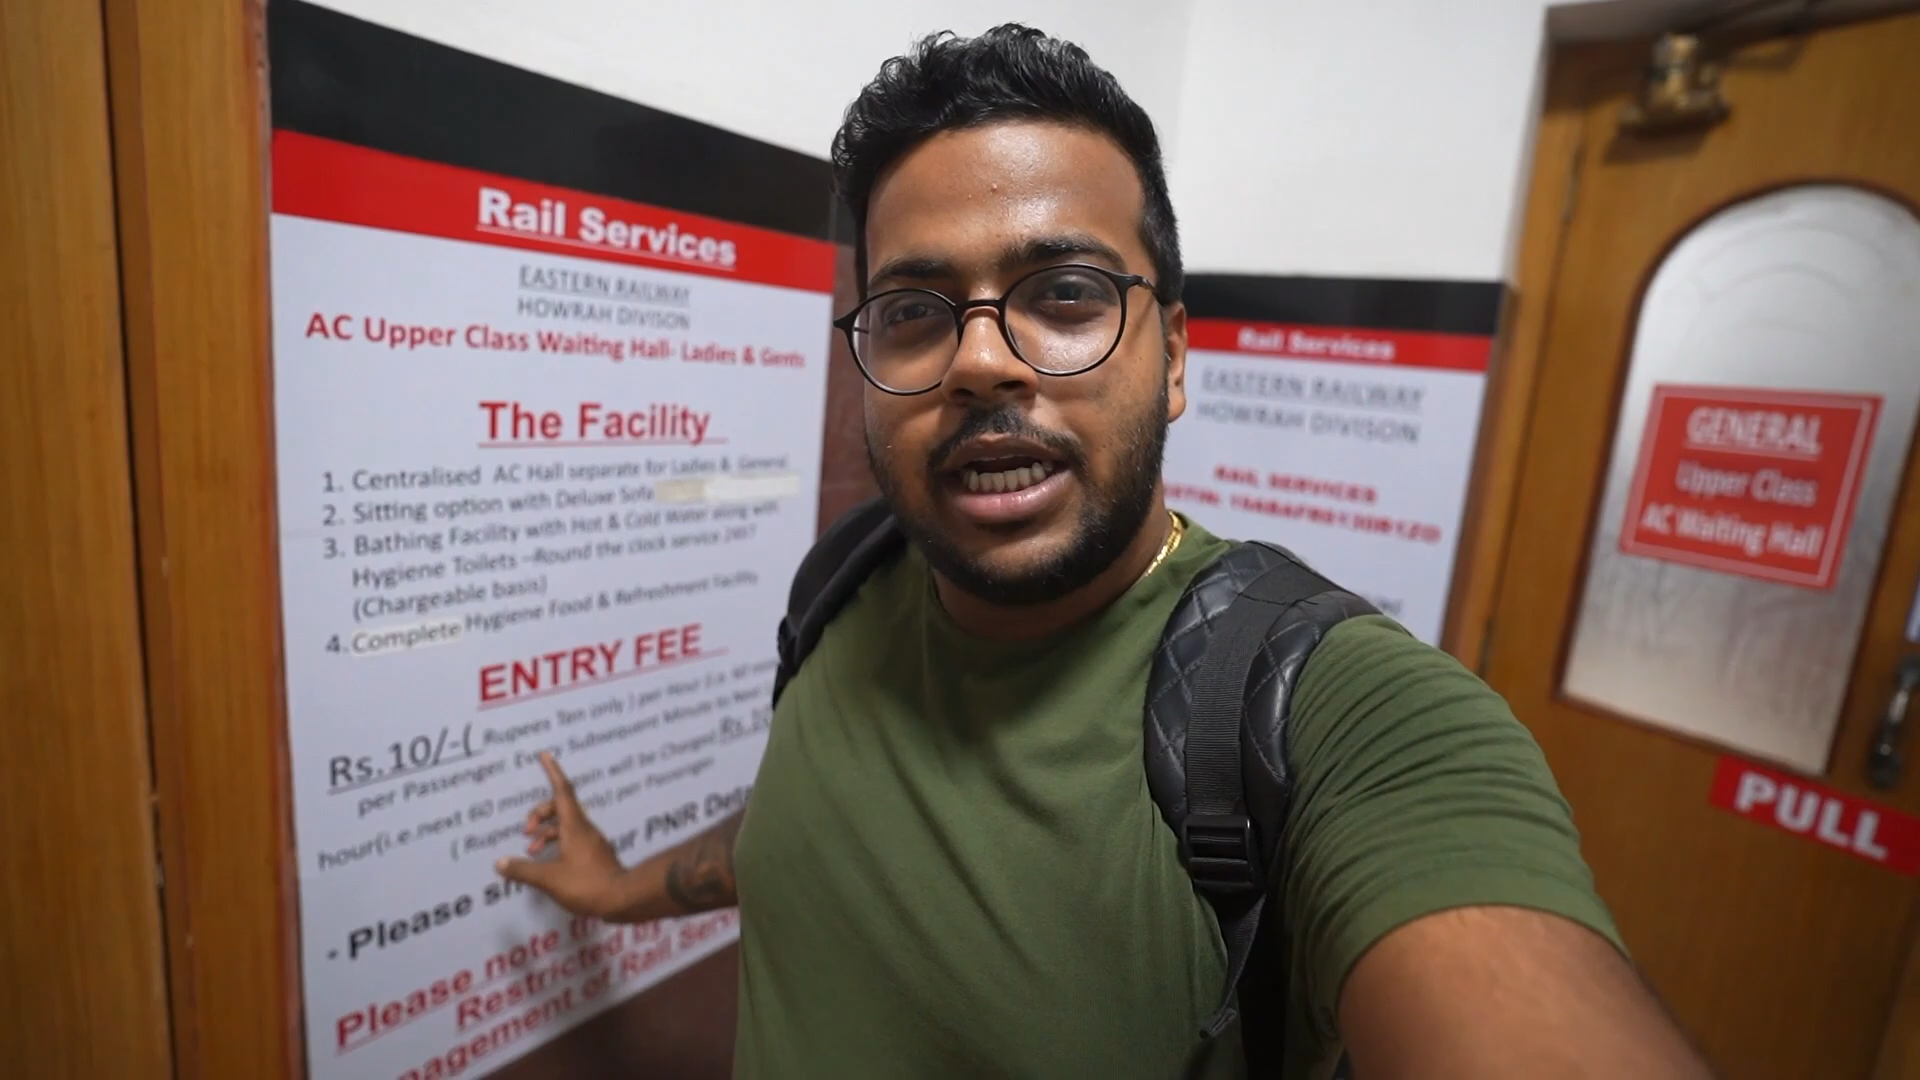 Rail Services
EASTERN RAILWAY
HOWRAH DIVISON
AC Upper Class Waiting Hall- Ladies & Gents
The Facility
1. Centralised AC Hall separate for Ladies & General
2. Sitting option with Deluxe Sofa
3. Bathing Facility with Hot & Cold Water along with
Hygiene Toilets –Round the clock service 24X7
(Chargeable basis)
4. Complete Hygiene Food & Refreshment Facility
ENTRY FEE
Rs.10/-( Rupees Ten only ) per Hour (i.e. 60
per Passenger. Every Subsequent Minute to Next
hour(i.e.next 60 mints again will be Charged Rs.10
only) per Passenger
- Please PNR
Please note
Restricted by
of Rail
Rail Services
EASTERN RAILWAY
HOWRAH DIVISON
RAIL SERVICES
GENERAL
Upper Class
AC Waiting Hall
PULL